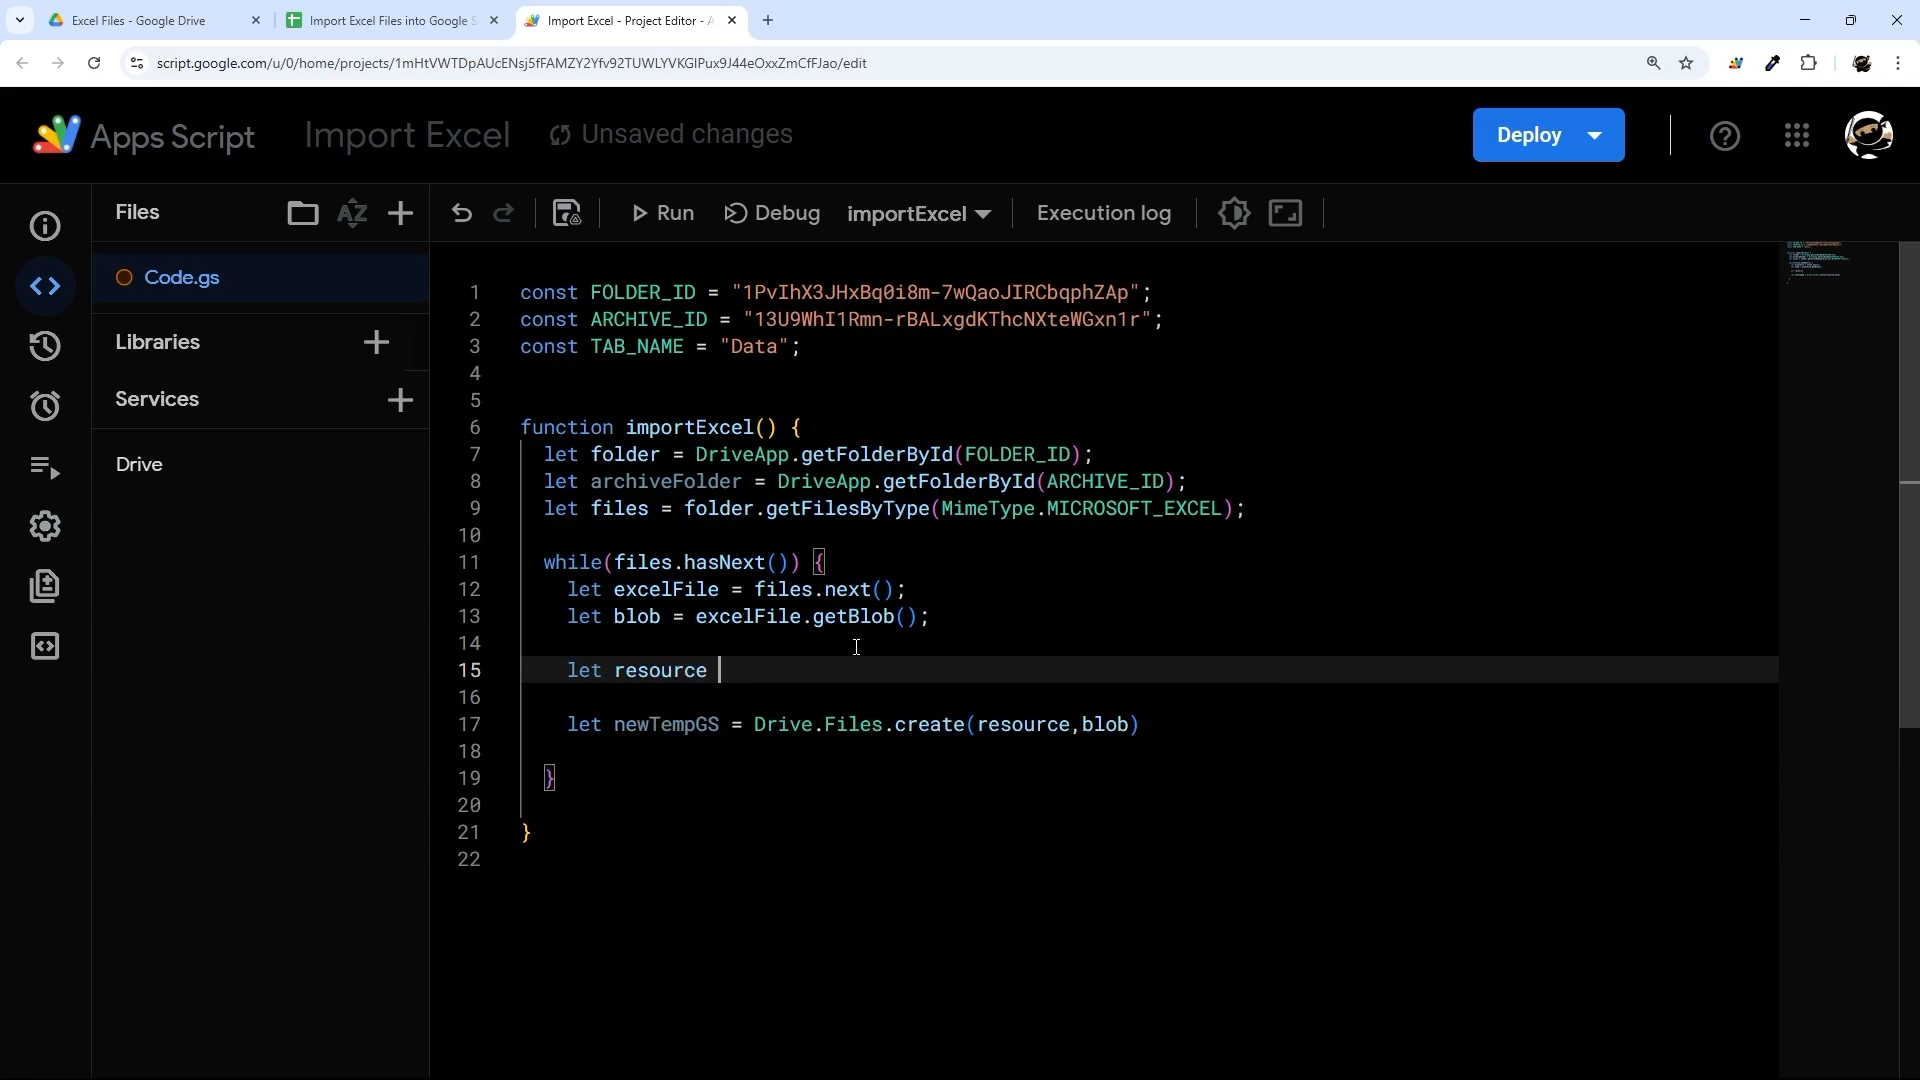 Excel Files - Google Drive
Import Excel Files into Google S
Import Excel - Project Editor - A
script.google.com/u/0/home/projects/1mHtVWTDpAUcENsj5fFAMZY2Yfv92TUWLYVKGlPux9J44eOxxZmCfFJao/edit
Apps Script
Import Excel
Unsaved changes
Deploy
Files
AZ
Run
Debug
importExcel
Execution log
Code.gs
Libraries
Services
Drive
1 const FOLDER_ID = "1PvIhX3JHxBq0i8m-7wQaoJIRCbqphZAp";
2 const ARCHIVE_ID = "13U9WhI1Rmn-rBALxgdKThcNXteWGxn1r";
3 const TAB_NAME = "Data";
4
5
6 function importExcel() {
7 let folder = DriveApp.getFolderById(FOLDER_ID);
8 let archiveFolder = DriveApp.getFolderById(ARCHIVE_ID);
9 let files = folder.getFilesByType(MimeType.MICROSOFT_EXCEL);
10
11 while(files.hasNext()) {
12 let excelFile = files.next();
13 let blob = excelFile.getBlob();
14
15 let resource
16
17 let newTempGS = Drive.Files.create(resource,blob)
18
19 }
20
21 }
22